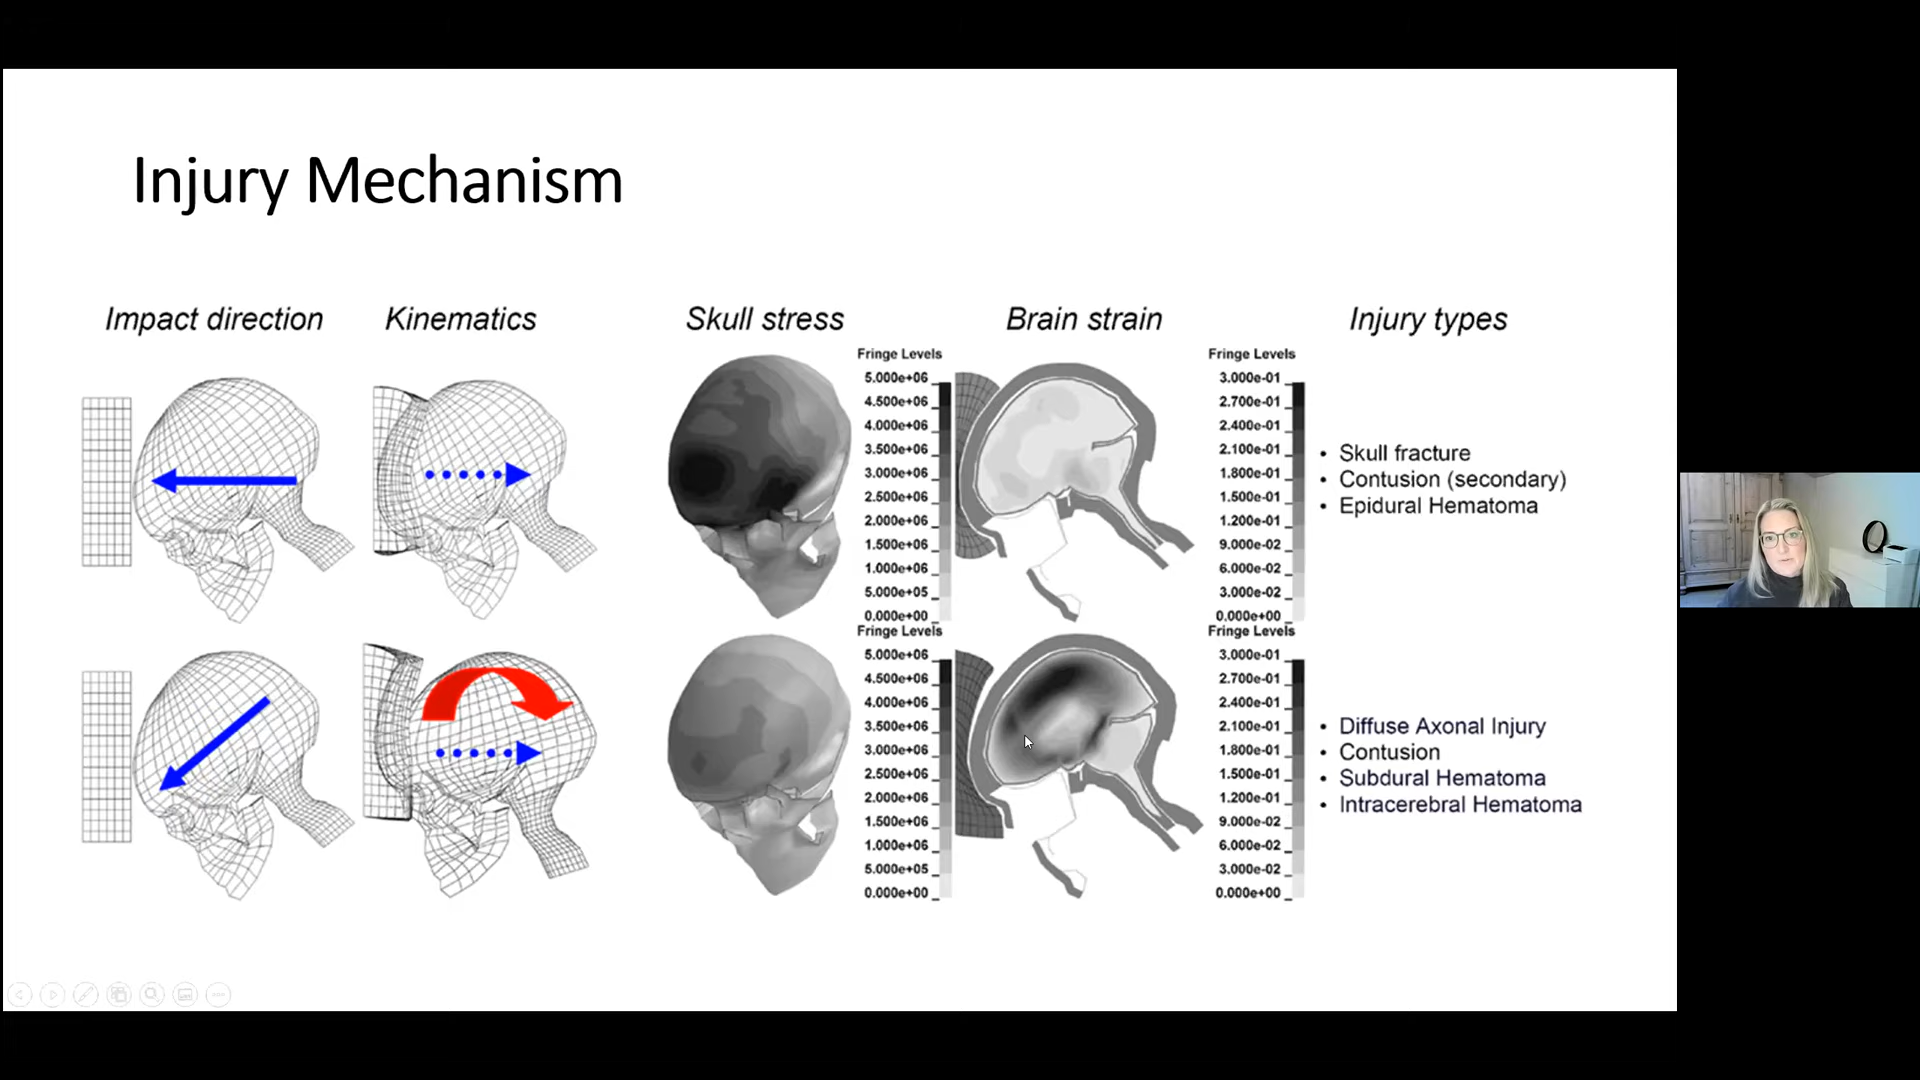 Injury Mechanism
Impact direction
Kinematics
Skull stress
Brain strain
Injury types
Fringe Levels
5.000e+06
4.500e+06
4.000e+06
3.500e+06
3.000e+06
2.500e+06
2.000e+06
1.500e+06
1.000e+06
5.000e+05
0.000e+00
Fringe Levels
3.000e-01
2.700e-01
2.400e-01
2.100e-01
1.800e-01
1.500e-01
1.200e-01
9.000e-02
6.000e-02
3.000e-02
0.000e+00
• Skull fracture
• Contusion (secondary)
• Epidural Hematoma
Fringe Levels
5.000e+06
4.500e+06
4.000e+06
3.500e+06
3.000e+06
2.500e+06
2.000e+06
1.500e+06
1.000e+06
5.000e+05
0.000e+00
Fringe Levels
3.000e-01
2.700e-01
2.400e-01
2.100e-01
1.800e-01
1.500e-01
1.200e-01
9.000e-02
6.000e-02
3.000e-02
0.000e+00
• Diffuse Axonal Injury
• Contusion
• Subdural Hematoma
• Intracerebral Hematoma